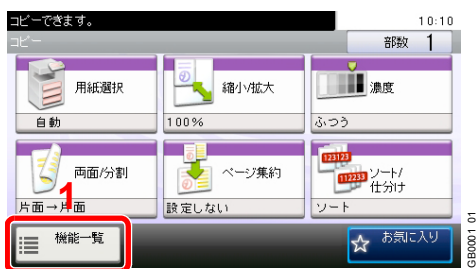 コピーできます。
10:10
コピー
部数 1
用紙選択
自動
縮小/拡大
100%
濃度
ふつう
両面/分割
片面→片面
ページ集約
設定しない
123123
112233
ソート/
仕分け
ソート
1
機能一覧
お気に入り
GB0001 01